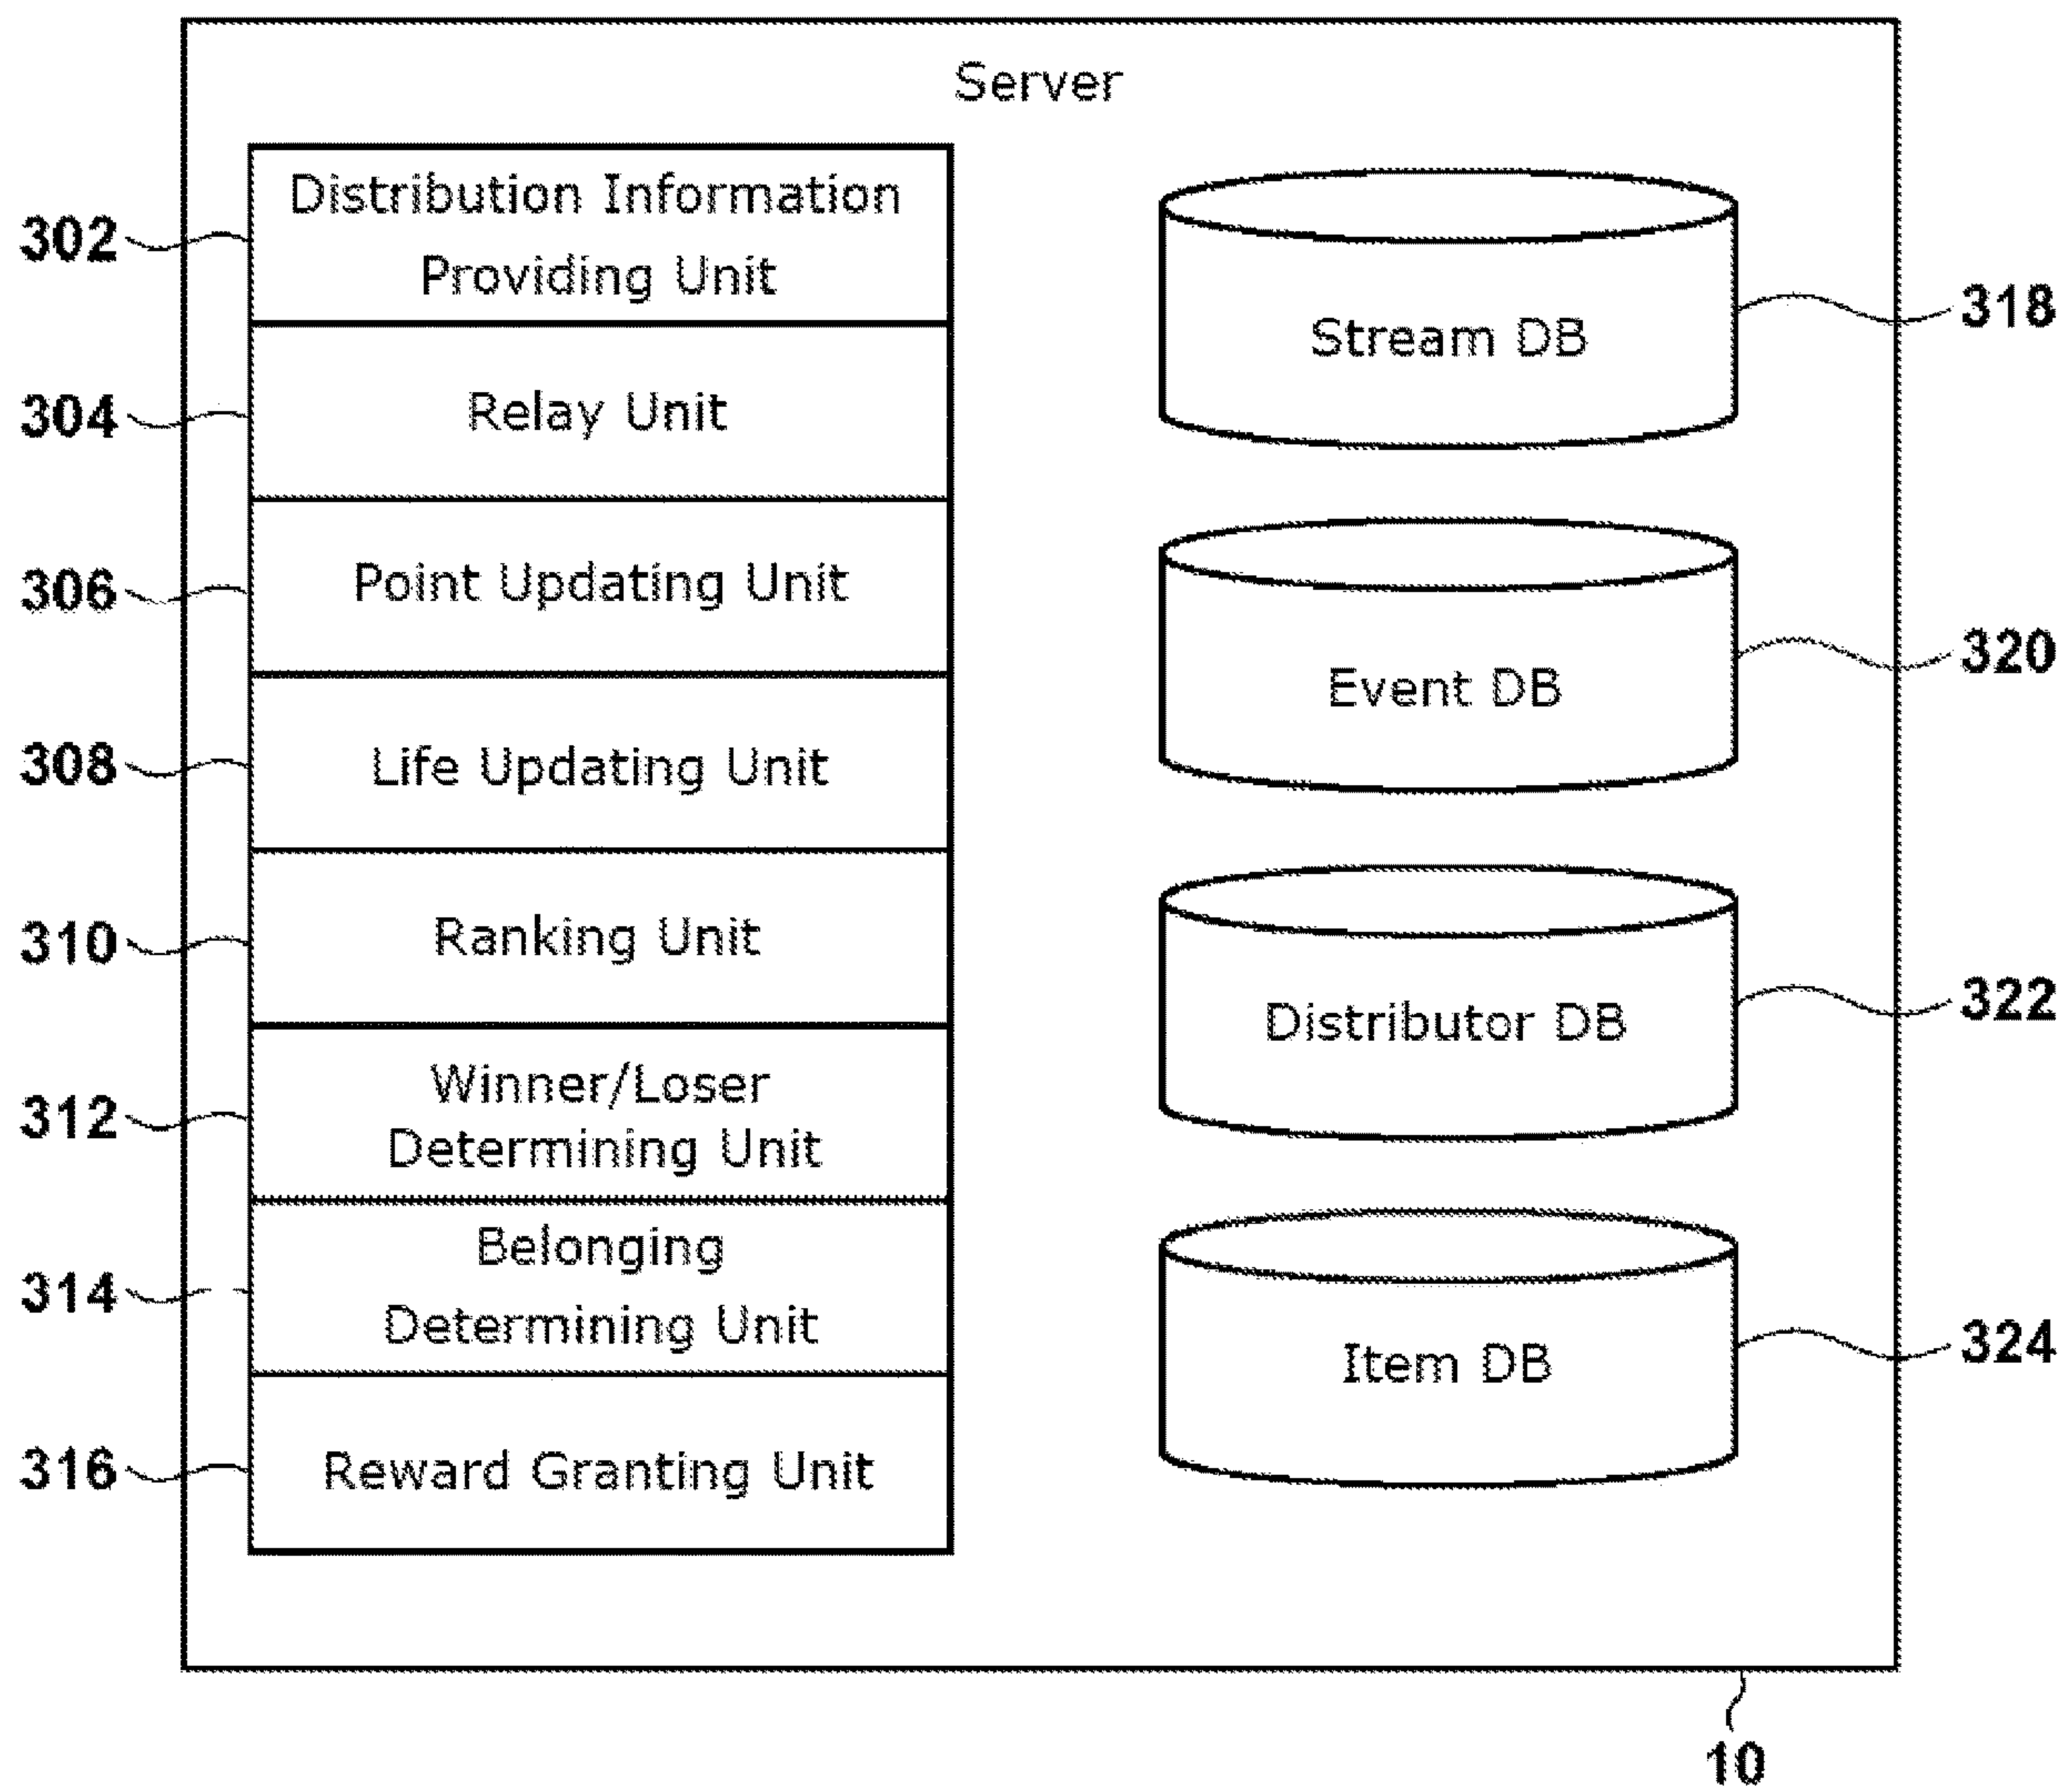 Server
302
Distribution Information
Providing Unit
304
Relay Unit
306
Point Updating Unit
308
Life Updating Unit
310
Ranking Unit
312
Winner/Loser
Determining Unit
314
Belonging
Determining Unit
316
Reward Granting Unit
Stream DB
318
Event DB
320
Distributor DB
322
Item DB
324
10